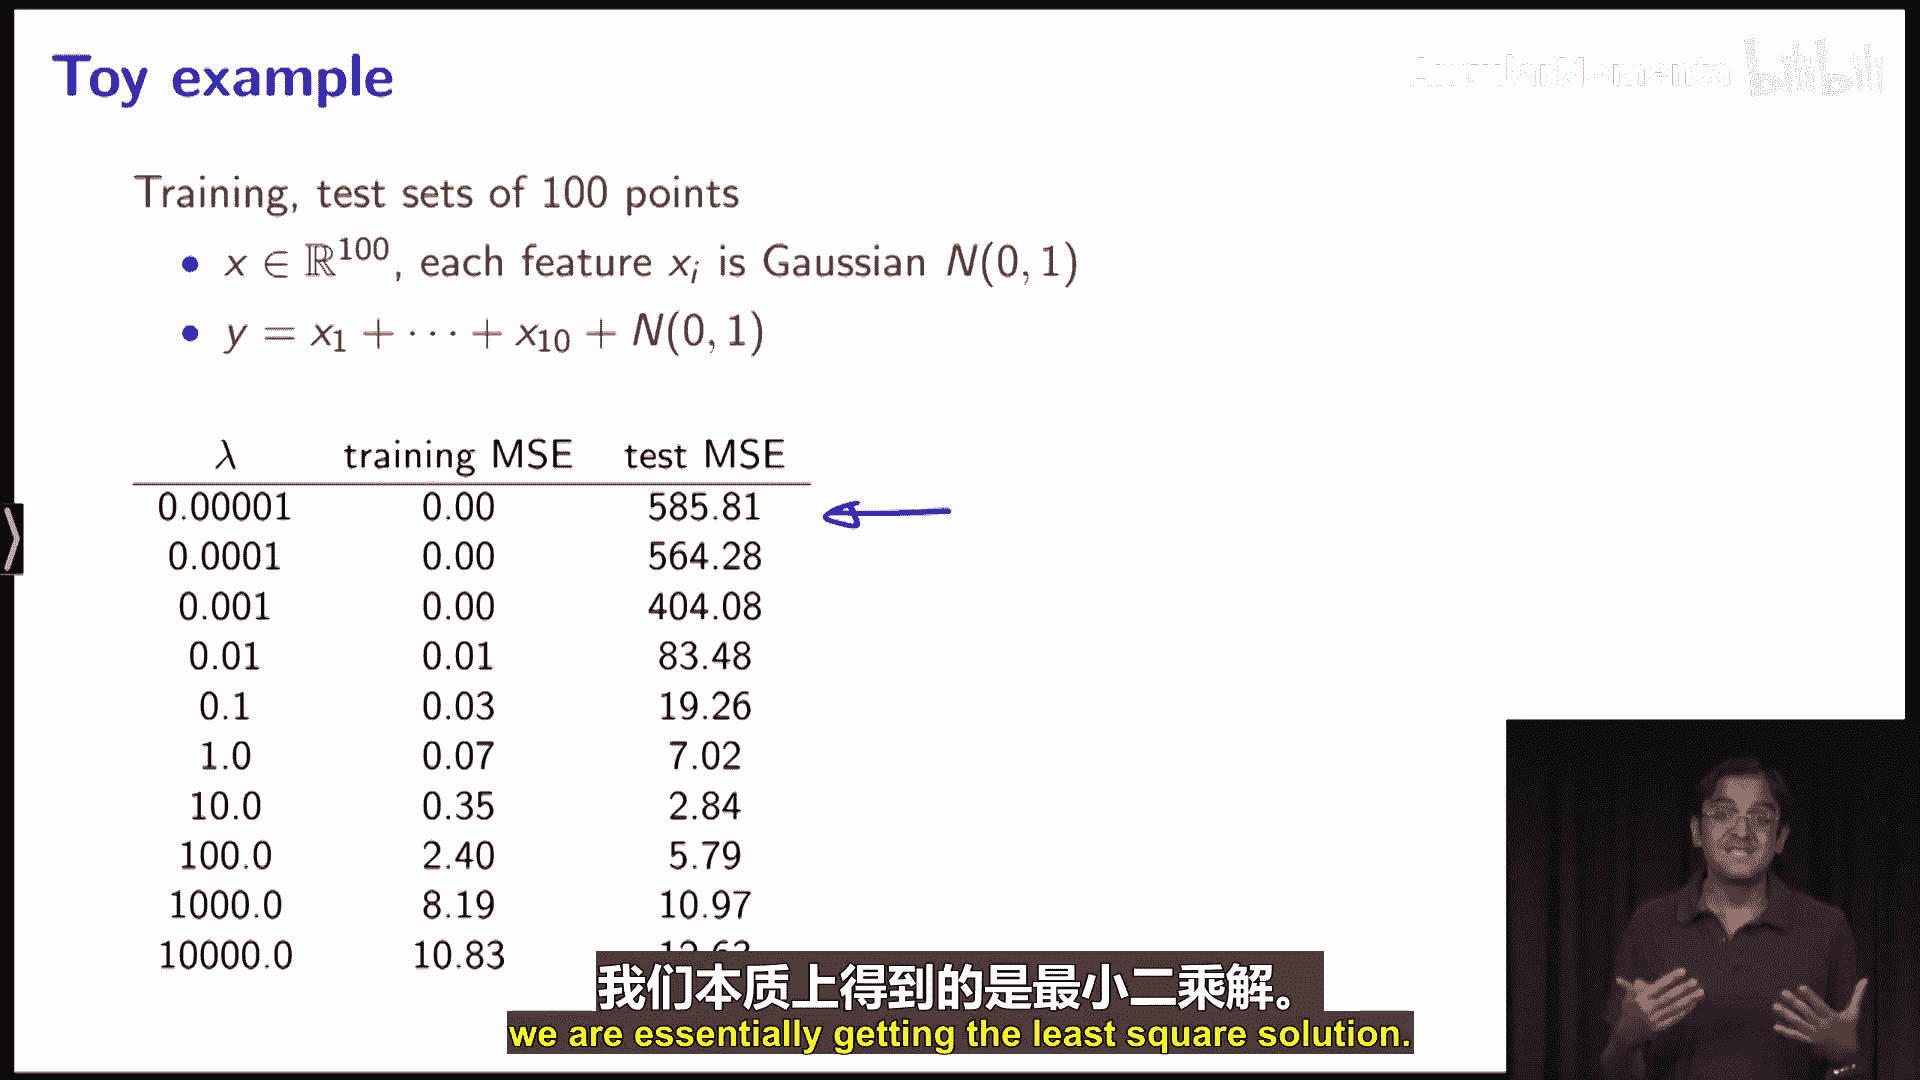 Toy example
bilibili
Training, test sets of 100 points
• x ∈ ℝ¹⁰⁰, each feature xᵢ is Gaussian N(0, 1)
• y = x₁ + · · · + x₁₀ + N(0, 1)
λ training MSE test MSE
0.00001 0.00 585.81
0.0001 0.00 564.28
0.001 0.00 404.08
0.01 0.01 83.48
0.1 0.03 19.26
1.0 0.07 7.02
10.0 0.35 2.84
100.0 2.40 5.79
1000.0 8.19 10.97
10000.0 10.83 12.63
我们本质上得到的是最小二乘解。
we are essentially getting the least square solution.